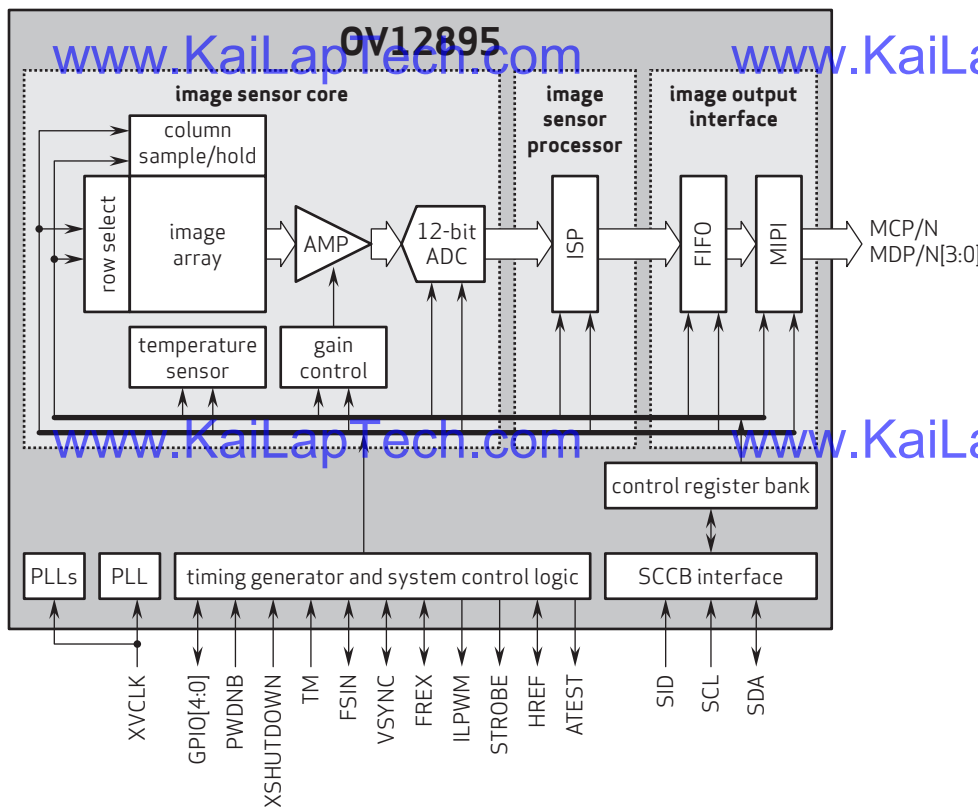 OV12895
www.KaiLapTech.com
www.KaiLa
image sensor core
image
sensor
processor
image output
interface
column
sample/hold
row select
image
array
AMP
12-bit
ADC
ISP
FIFO
MIPI
MCP/N
MDP/N[3:0]
temperature
sensor
gain
control
www.KaiLapTech.com
www.KaiLa
control register bank
PLLs
PLL
timing generator and system control logic
SCCB interface
XVCLK
GPIO[4:0]
PWDNB
XSHUTDOWN
TM
FSIN
VSYNC
FREX
ILPWM
STROBE
HREF
ATEST
SID
SCL
SDA